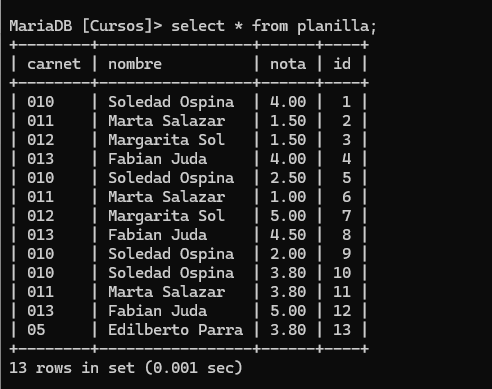 MariaDB [Cursos]> select * from planilla;
+--------+-----------------+------+----+
| carnet | nombre          | nota | id |
+--------+-----------------+------+----+
| 010    | Soledad Ospina  | 4.00 |  1 |
| 011    | Marta Salazar   | 1.50 |  2 |
| 012    | Margarita Sol   | 1.50 |  3 |
| 013    | Fabian Juda     | 4.00 |  4 |
| 010    | Soledad Ospina  | 2.50 |  5 |
| 011    | Marta Salazar   | 1.00 |  6 |
| 012    | Margarita Sol   | 5.00 |  7 |
| 013    | Fabian Juda     | 4.50 |  8 |
| 010    | Soledad Ospina  | 2.00 |  9 |
| 010    | Soledad Ospina  | 3.80 | 10 |
| 011    | Marta Salazar   | 3.80 | 11 |
| 013    | Fabian Juda     | 5.00 | 12 |
| 05     | Edilberto Parra | 3.80 | 13 |
+--------+-----------------+------+----+
13 rows in set (0.001 sec)